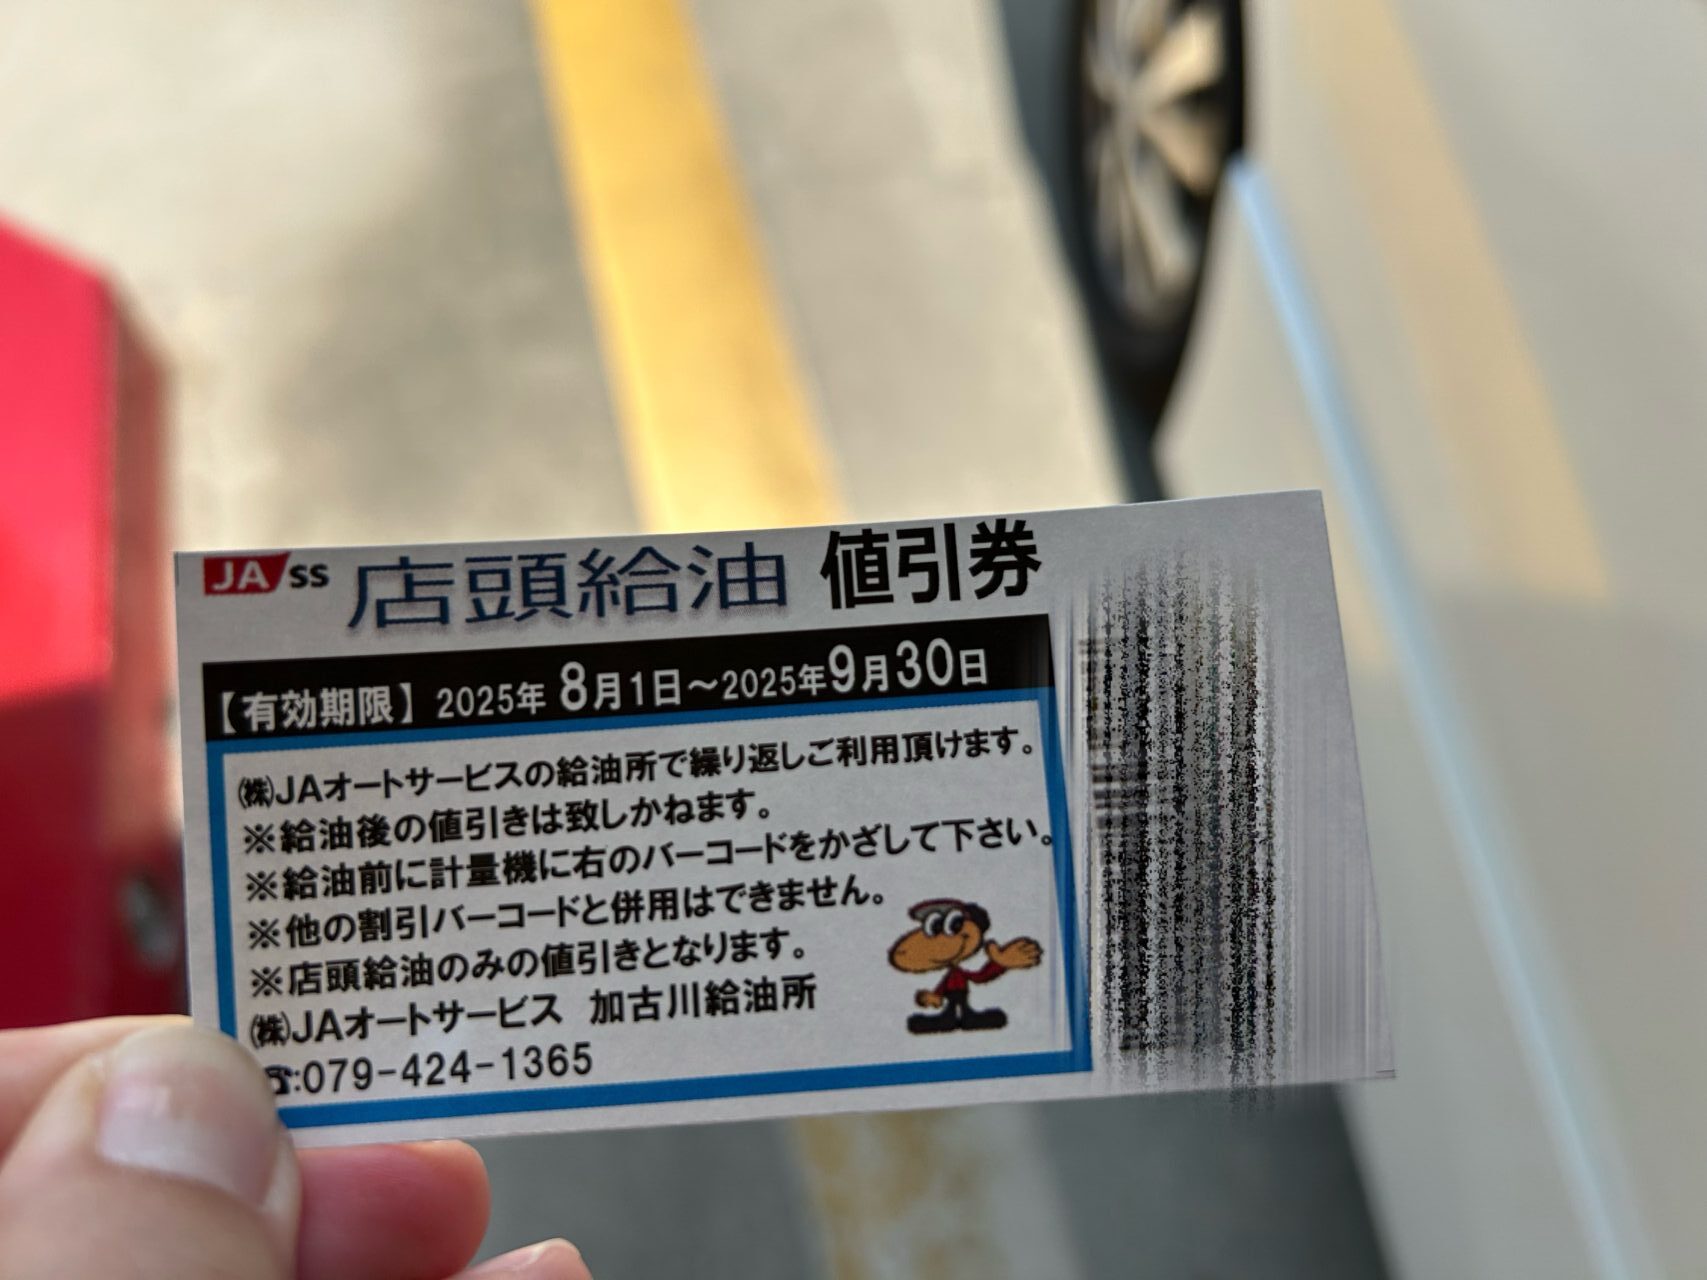 JA SS 店頭給油 値引券
【有効期限】 2025年 8月1日～2025年9月30日
㈱JAオートサービスの給油所で繰り返しご利用頂けます。
※給油後の値引きは致しかねます。
※給油前に計量機に右のバーコードをかざして下さい。
※他の割引バーコードと併用はできません。
※店頭給油のみの値引きとなります。
㈱JAオートサービス 加古川給油所
☎:079-424-1365